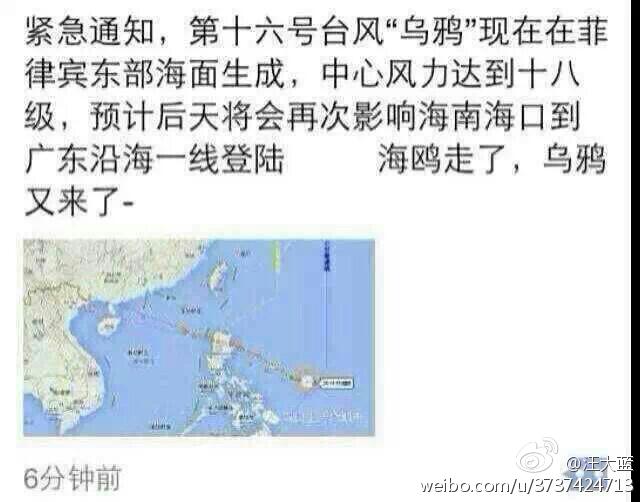 紧急通知，第十六号台风“乌鸦”现在在菲
律宾东部海面生成，中心风力达到十八
级，预计后天将会再次影响海南海口到
广东沿海一线登陆 海鸥走了，乌鸦
又来了-
6分钟前
@汪大蓝
weibo.com/u/3737424713